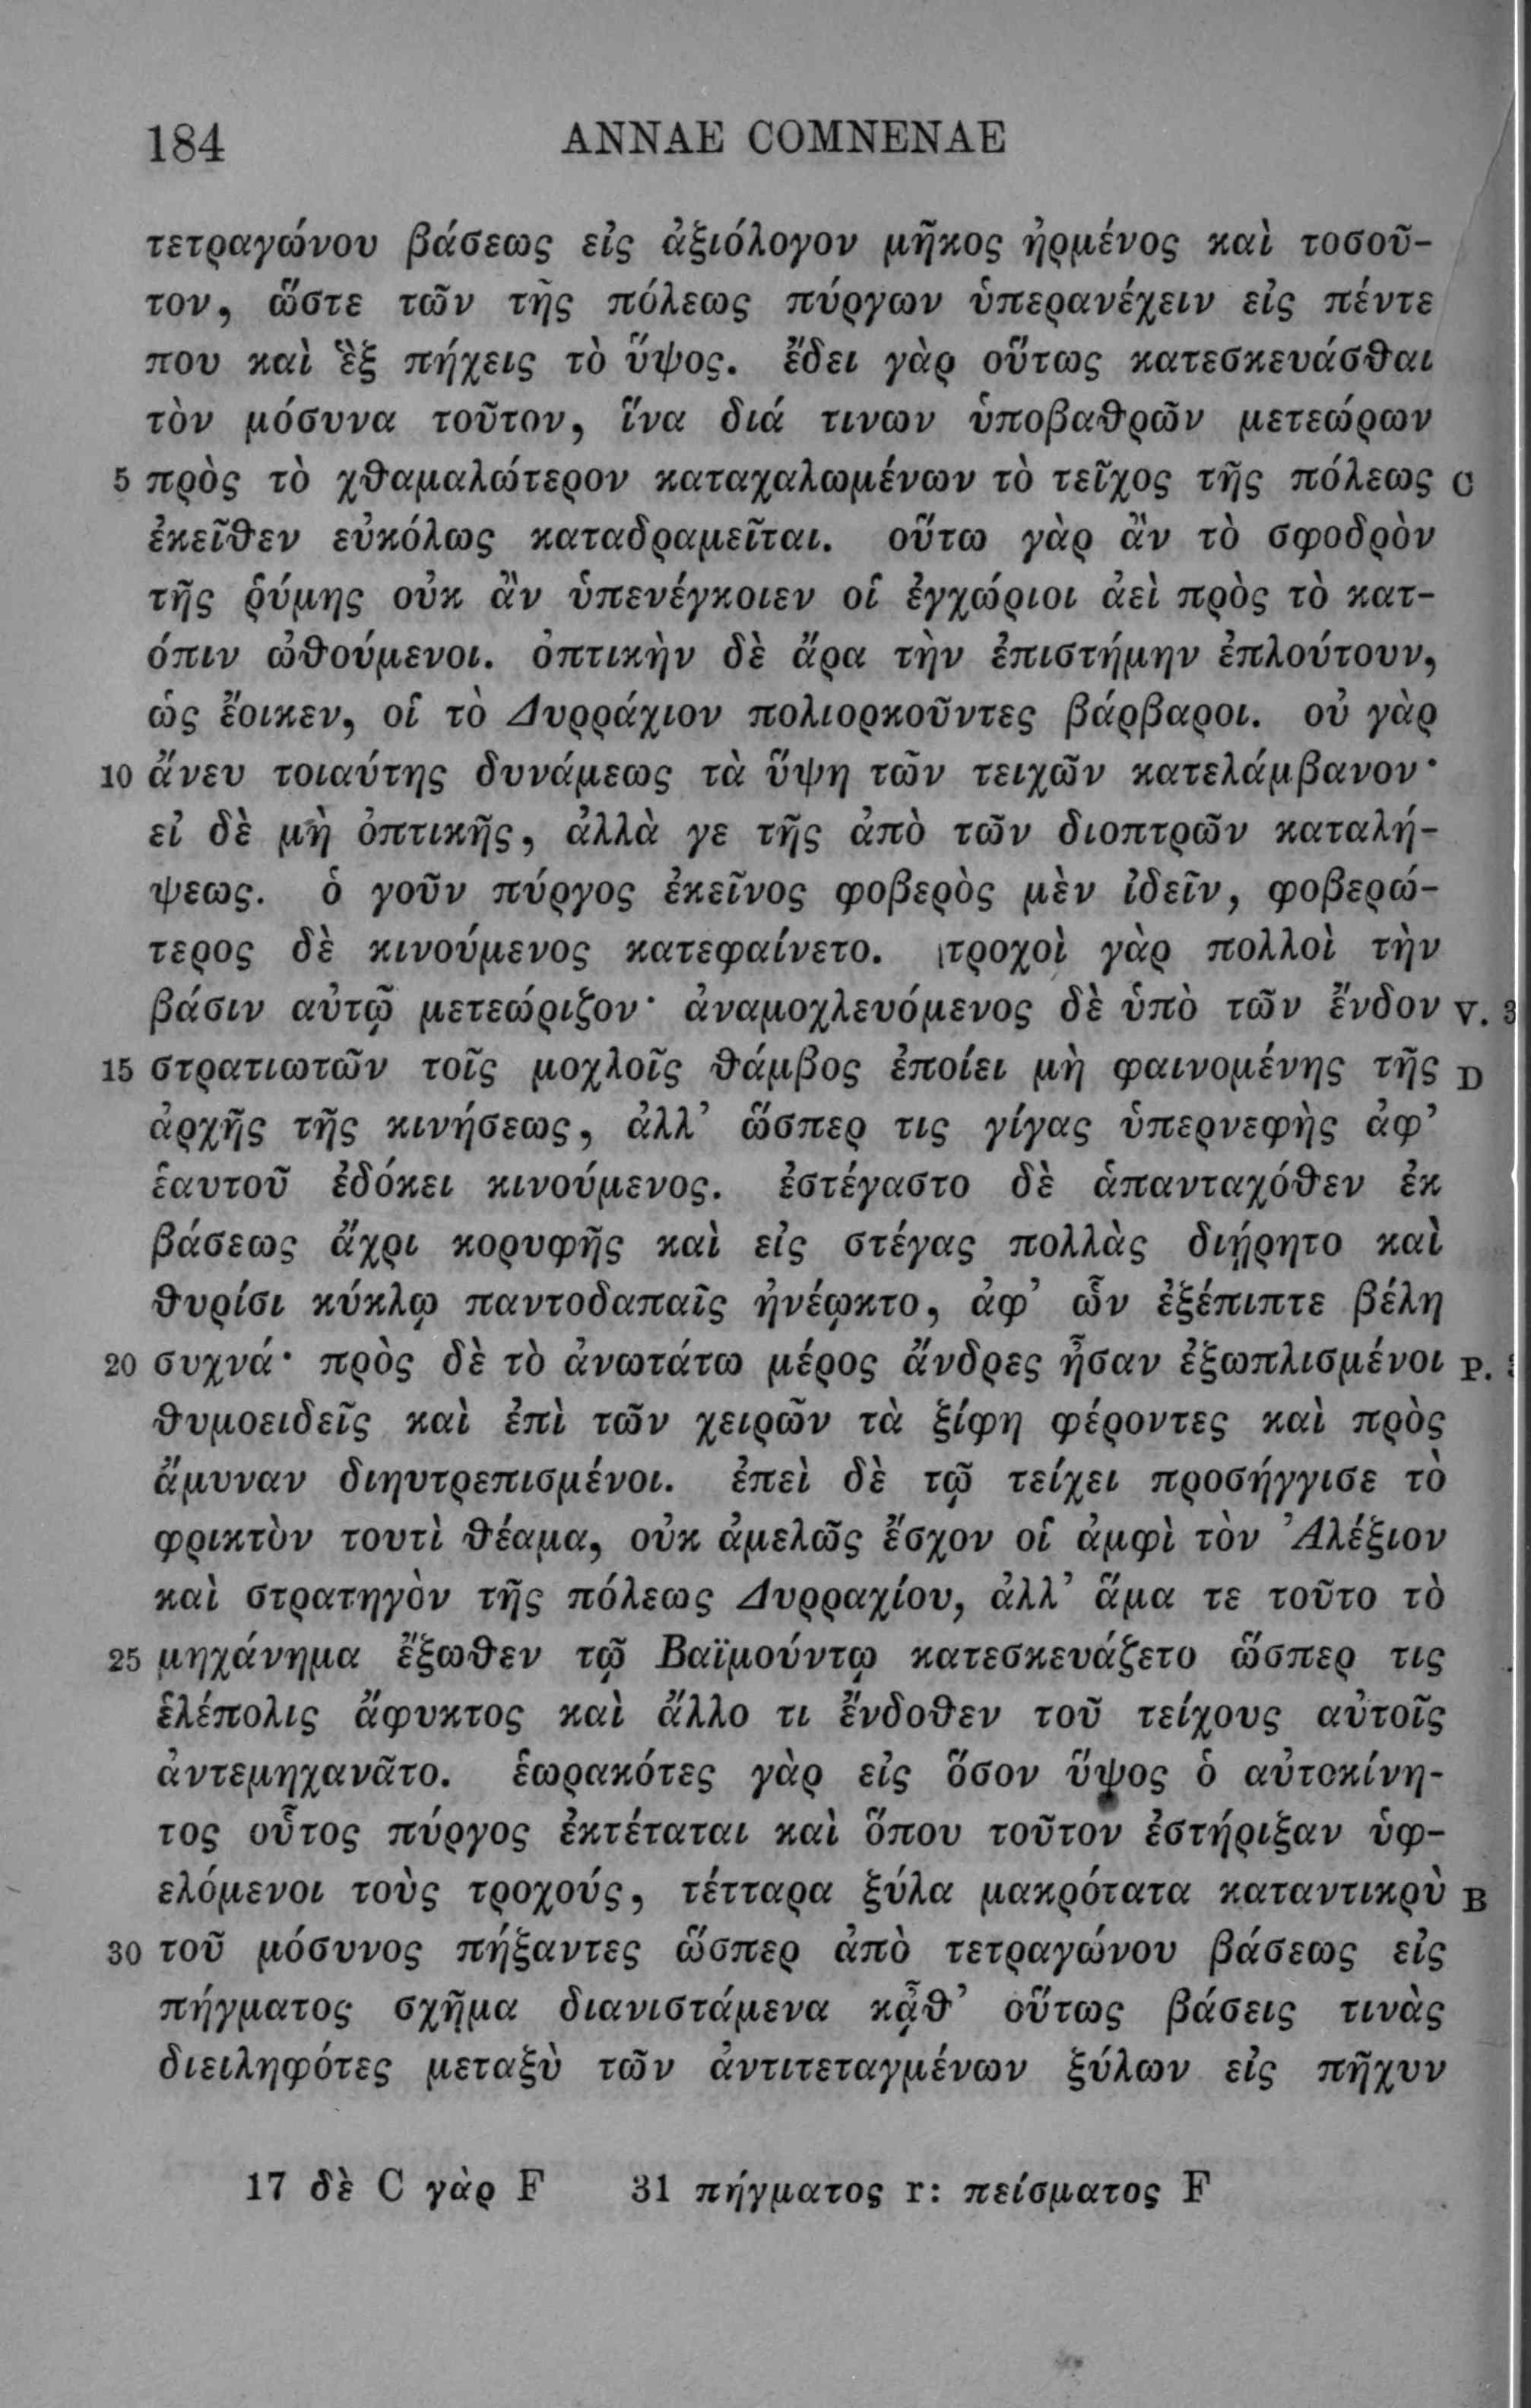 184 ANNAE COMNENAE
τετραγώνου βάσεως εἰς ἀξιόλογον μῆκος ἠρμένος καὶ τοσοῦ-
τον, ὥστε τῶν τῆς πόλεως πύργων ὑπερανέχειν εἰς πέντε
που καὶ ἓξ πήχεις τὸ ὕψος. ἔδει γὰρ οὕτως κατεσκευάσθαι
τὸν μόσυνα τοῦτον, ἵνα διά τινων ὑποβαθρῶν μετεώρων
5 πρὸς τὸ χθαμαλώτερον καταχαλωμένων τὸ τεῖχος τῆς πόλεως C
ἐκεῖθεν εὐκόλως καταδραμεῖται. οὕτω γὰρ ἂν τὸ σφοδρὸν
τῆς ῥύμης οὐκ ἂν ὑπενέγκοιεν οἱ ἐγχώριοι ἀεὶ πρὸς τὸ κατ-
όπιν ὠθούμενοι. ὀπτικὴν δὲ ἄρα τὴν ἐπιστήμην ἐπλούτουν,
ὡς ἔοικεν, οἱ τὸ Δυρράχιον πολιορκοῦντες βάρβαροι. οὐ γὰρ
10 ἄνευ τοιαύτης δυνάμεως τὰ ὕψη τῶν τειχῶν κατελάμβανον·
εἰ δὲ μὴ ὀπτικῆς, ἀλλὰ γε τῆς ἀπὸ τῶν διοπτρῶν καταλή-
ψεως. ὁ γοῦν πύργος ἐκεῖνος φοβερὸς μὲν ἰδεῖν, φοβερώ-
τερος δὲ κινούμενος κατεφαίνετο. τροχοὶ γὰρ πολλοὶ τὴν
βάσιν αὐτῷ μετεώριζον· ἀναμοχλευόμενος δὲ ὑπὸ τῶν ἔνδον V. 3
15 στρατιωτῶν τοῖς μοχλοῖς θάμβος ἐποίει μὴ φαινομένης τῆς D
ἀρχῆς τῆς κινήσεως, ἀλλ’ ὥσπερ τις γίγας ὑπερνεφὴς ἀφ’
ἑαυτοῦ ἐδόκει κινούμενος. ἐστέγαστο δὲ ἁπανταχόθεν ἐκ
βάσεως ἄχρι κορυφῆς καὶ εἰς στέγας πολλὰς διῄρητο καὶ
θυρίσι κύκλῳ παντοδαπαῖς ἠνέῳκτο, ἀφ’ ὧν ἐξέπιπτε βέλη
20 συχνά· πρὸς δὲ τὸ ἀνωτάτω μέρος ἄνδρες ἦσαν ἐξωπλισμένοι P.
θυμοειδεῖς καὶ ἐπὶ τῶν χειρῶν τὰ ξίφη φέροντες καὶ πρὸς
ἄμυναν διηυτρεπισμένοι. ἐπεὶ δὲ τῷ τείχει προσήγγισε τὸ
φρικτὸν τουτὶ θέαμα, οὐκ ἀμελῶς ἔσχον οἱ ἀμφὶ τὸν Ἀλέξιον
καὶ στρατηγὸν τῆς πόλεως Δυρραχίου, ἀλλ’ ἅμα τε τοῦτο τὸ
25 μηχάνημα ἔξωθεν τῷ Βαϊμούντῳ κατεσκευάζετο ὥσπερ τις
ἑλέπολις ἄφυκτος καὶ ἄλλο τι ἔνδοθεν τοῦ τείχους αὐτοῖς
ἀντεμηχανᾶτο. ἑωρακότες γὰρ εἰς ὅσον ὕψος ὁ αὐτοκίνη-
τος οὗτος πύργος ἐκτέταται καὶ ὅπου τοῦτον ἐστήριξαν ὑφ-
ελόμενοι τοὺς τροχούς, τέτταρα ξύλα μακρότατα καταντικρὺ B
30 τοῦ μόσυνος πήξαντες ὥσπερ ἀπὸ τετραγώνου βάσεως εἰς
πήγματος σχῆμα διανιστάμενα κᾆθ’ οὕτως βάσεις τινὰς
διειληφότες μεταξὺ τῶν ἀντιτεταγμένων ξύλων εἰς πῆχυν
17 δὲ C γὰρ F 31 πήγματος r: πείσματος F